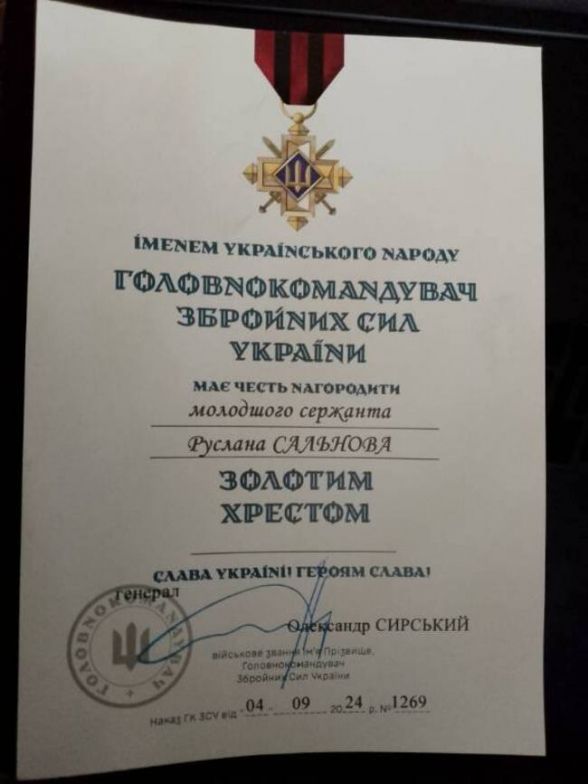 ІМЕНЕМ УКРАЇНСЬКОГО НАРОДУ
ГОЛОВНОКОМАНДУВАЧ
ЗБРОЙНИХ СИЛ
УКРАЇНИ
МАЄ ЧЕСТЬ НАГОРОДИТИ
молодшого сержанта
Руслана САЛЬНОВА
ЗОЛОТИМ
ХРЕСТОМ
СЛАВА УКРАЇНІ! ГЕРОЯМ СЛАВА!
генерал
Олександр СИРСЬКИЙ
військове звання Ім'я Прізвище,
Головнокомандувач
Збройних Сил України
Наказ ГК ЗСУ від 04 - 09 2024 р. № 1269
ГОЛОВНОКОМАНДУВАЧ